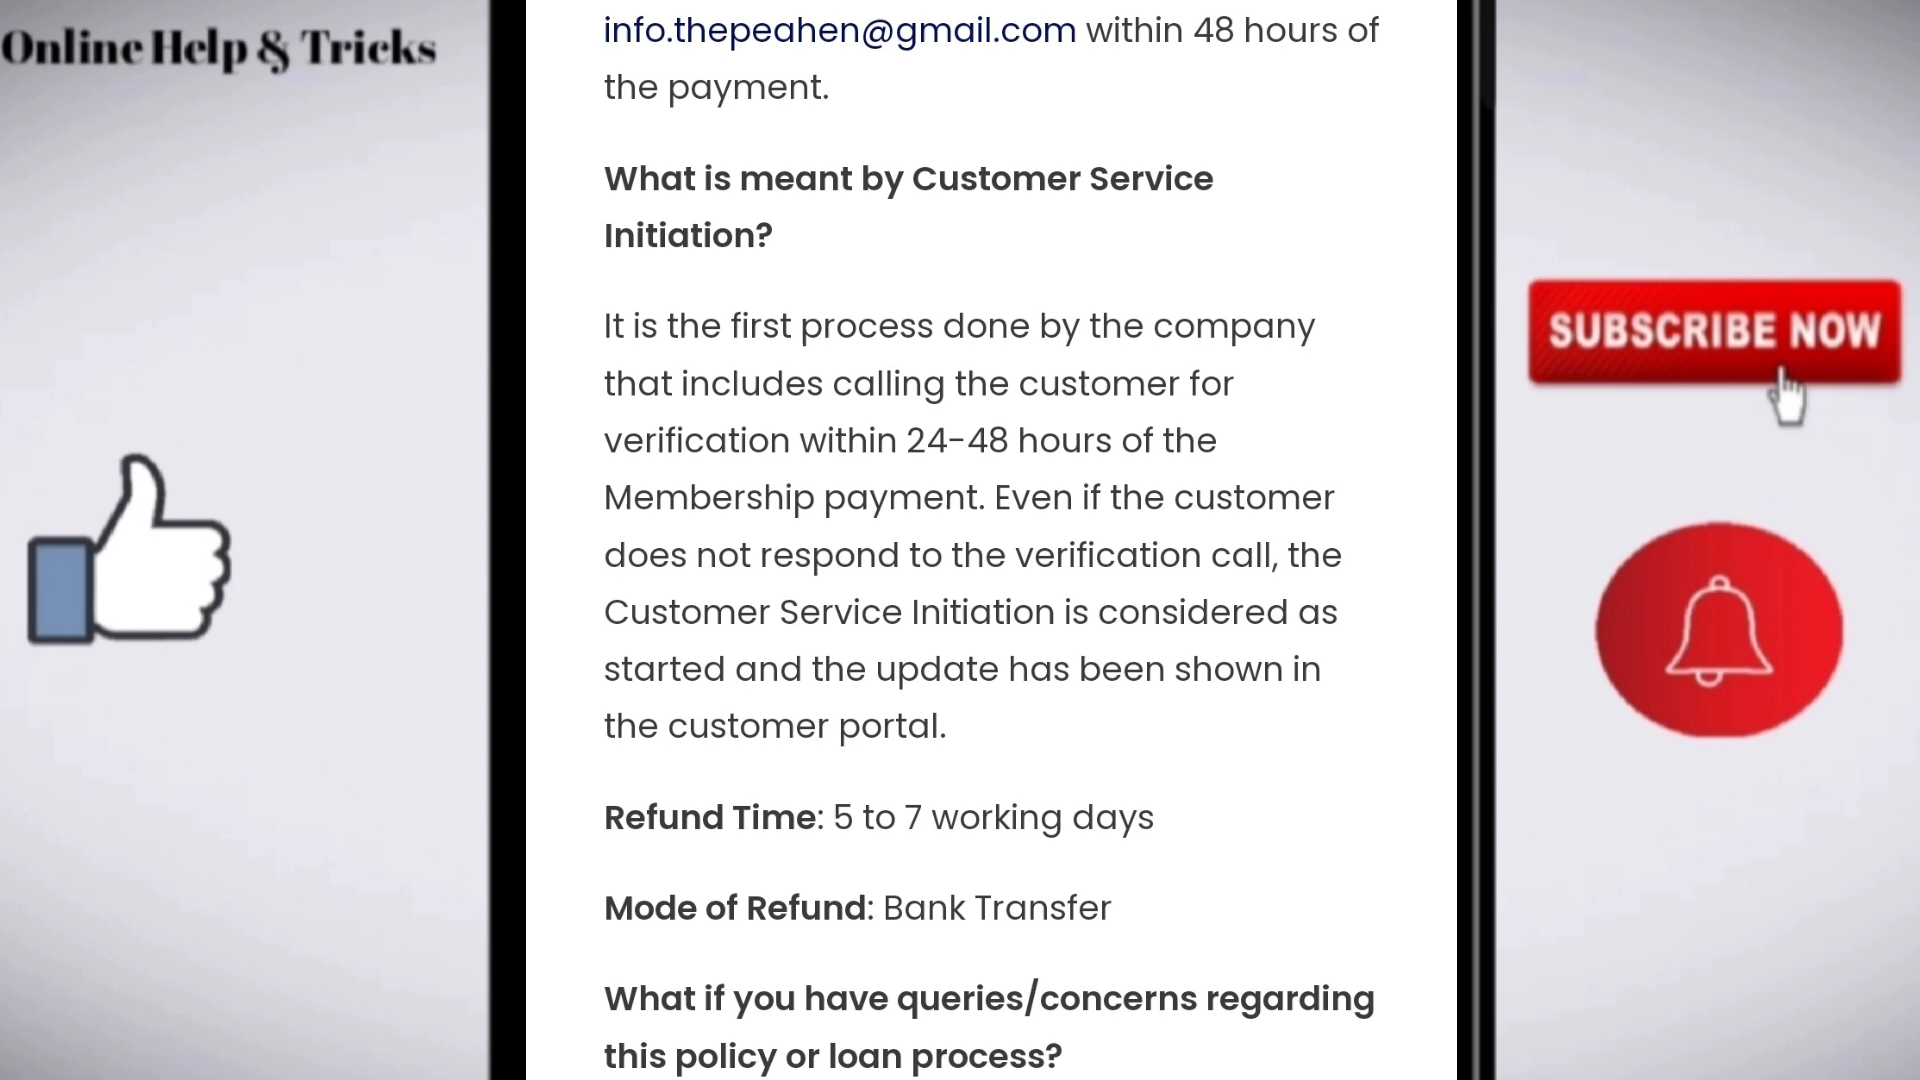 Online Help & Tricks
info.thepeahen@gmail.com within 48 hours of
the payment.
What is meant by Customer Service
Initiation?
It is the first process done by the company
that includes calling the customer for
verification within 24-48 hours of the
Membership payment. Even if the customer
does not respond to the verification call, the
Customer Service Initiation is considered as
started and the update has been shown in
the customer portal.
Refund Time: 5 to 7 working days
Mode of Refund: Bank Transfer
What if you have queries/concerns regarding
this policy or loan process?
SUBSCRIBE NOW